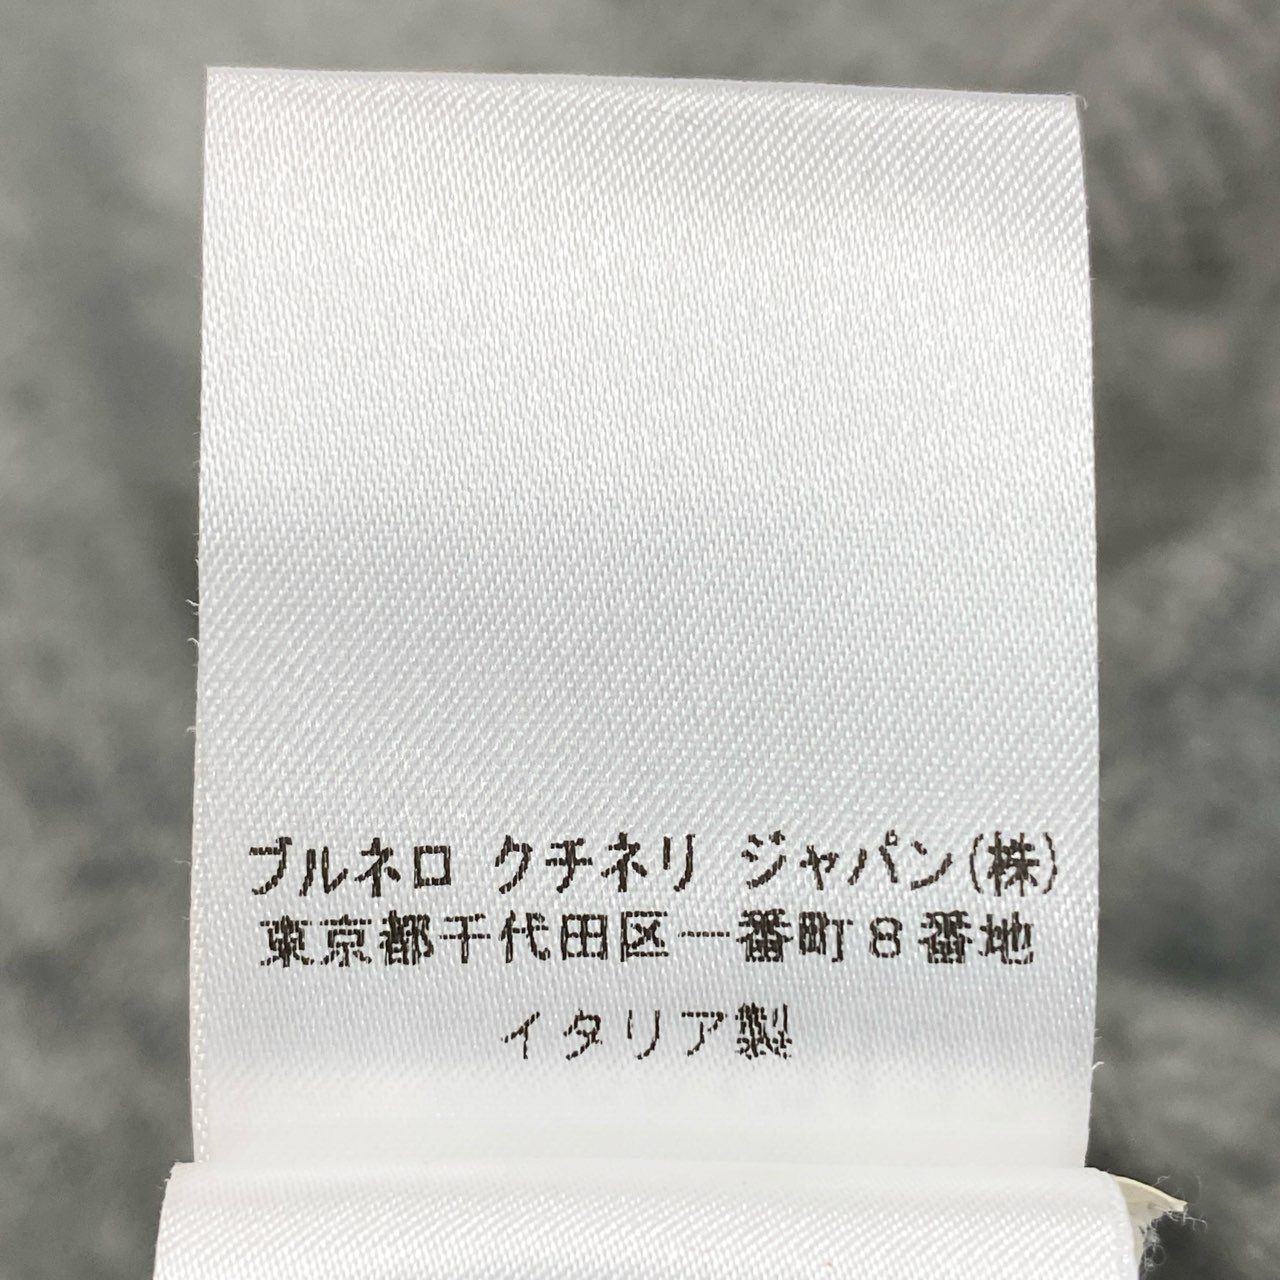 ブルネロ クチネリ ジャパン(株)
東京都千代田区一番町8番地
イタリア製